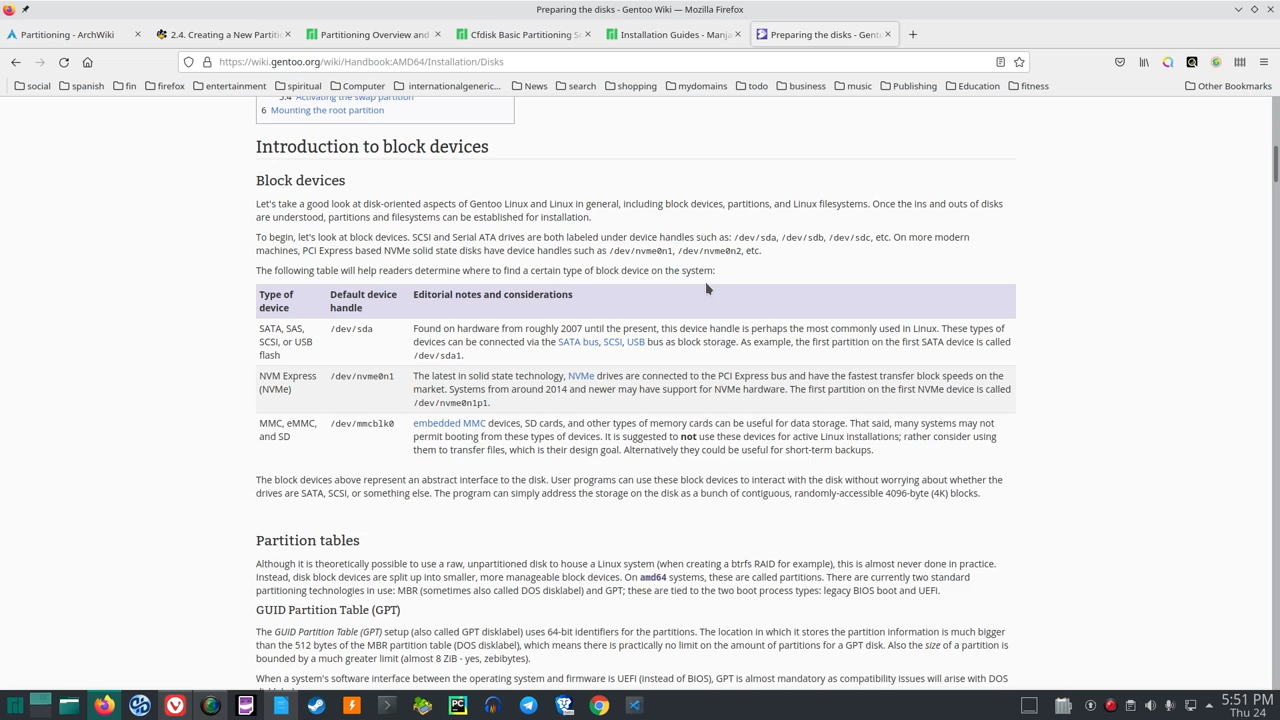 Preparing the disks - Gentoo Wiki — Mozilla Firefox
Partitioning - ArchWiki
2.4. Creating a New Partiti
Partitioning Overview and
Cfdisk Basic Partitioning S
Installation Guides - Manja
Preparing the disks - Gent
https://wiki.gentoo.org/wiki/Handbook:AMD64/Installation/Disks
social
spanish
fin
firefox
entertainment
spiritual
Computer
internationalgeneric...
News
search
shopping
mydomains
todo
business
music
Publishing
Education
fitness
Other Bookmarks
5.4 Activating the swap partition
6 Mounting the root partition
Introduction to block devices
Block devices
Let's take a good look at disk-oriented aspects of Gentoo Linux and Linux in general, including block devices, partitions, and Linux filesystems. Once the ins and outs of disks
are understood, partitions and filesystems can be established for installation.
To begin, let's look at block devices. SCSI and Serial ATA drives are both labeled under device handles such as: /dev/sda, /dev/sdb, /dev/sdc, etc. On more modern
machines, PCI Express based NVMe solid state disks have device handles such as /dev/nvme0n1, /dev/nvme0n2, etc.
The following table will help readers determine where to find a certain type of block device on the system:
Type of
device
Default device
handle
Editorial notes and considerations
SATA, SAS,
SCSI, or USB
flash
/dev/sda
Found on hardware from roughly 2007 until the present, this device handle is perhaps the most commonly used in Linux. These types of
devices can be connected via the SATA bus, SCSI, USB bus as block storage. As example, the first partition on the first SATA device is called
/dev/sda1.
NVM Express
(NVMe)
/dev/nvme0n1
The latest in solid state technology, NVMe drives are connected to the PCI Express bus and have the fastest transfer block speeds on the
market. Systems from around 2014 and newer may have support for NVMe hardware. The first partition on the first NVMe device is called
/dev/nvme0n1p1.
MMC, eMMC,
and SD
/dev/mmcblk0
embedded MMC devices, SD cards, and other types of memory cards can be useful for data storage. That said, many systems may not
permit booting from these types of devices. It is suggested to not use these devices for active Linux installations; rather consider using
them to transfer files, which is their design goal. Alternatively they could be useful for short-term backups.
The block devices above represent an abstract interface to the disk. User programs can use these block devices to interact with the disk without worrying about whether the
drives are SATA, SCSI, or something else. The program can simply address the storage on the disk as a bunch of contiguous, randomly-accessible 4096-byte (4K) blocks.
Partition tables
Although it is theoretically possible to use a raw, unpartitioned disk to house a Linux system (when creating a btrfs RAID for example), this is almost never done in practice.
Instead, disk block devices are split up into smaller, more manageable block devices. On amd64 systems, these are called partitions. There are currently two standard
partitioning technologies in use: MBR (sometimes also called DOS disklabel) and GPT; these are tied to the two boot process types: legacy BIOS boot and UEFI.
GUID Partition Table (GPT)
The GUID Partition Table (GPT) setup (also called GPT disklabel) uses 64-bit identifiers for the partitions. The location in which it stores the partition information is much bigger
than the 512 bytes of the MBR partition table (DOS disklabel), which means there is practically no limit on the amount of partitions for a GPT disk. Also the size of a partition is
bounded by a much greater limit (almost 8 ZiB - yes, zebibytes).
When a system's software interface between the operating system and firmware is UEFI (instead of BIOS), GPT is almost mandatory as compatibility issues will arise with DOS
5:51 PM
Thu 24